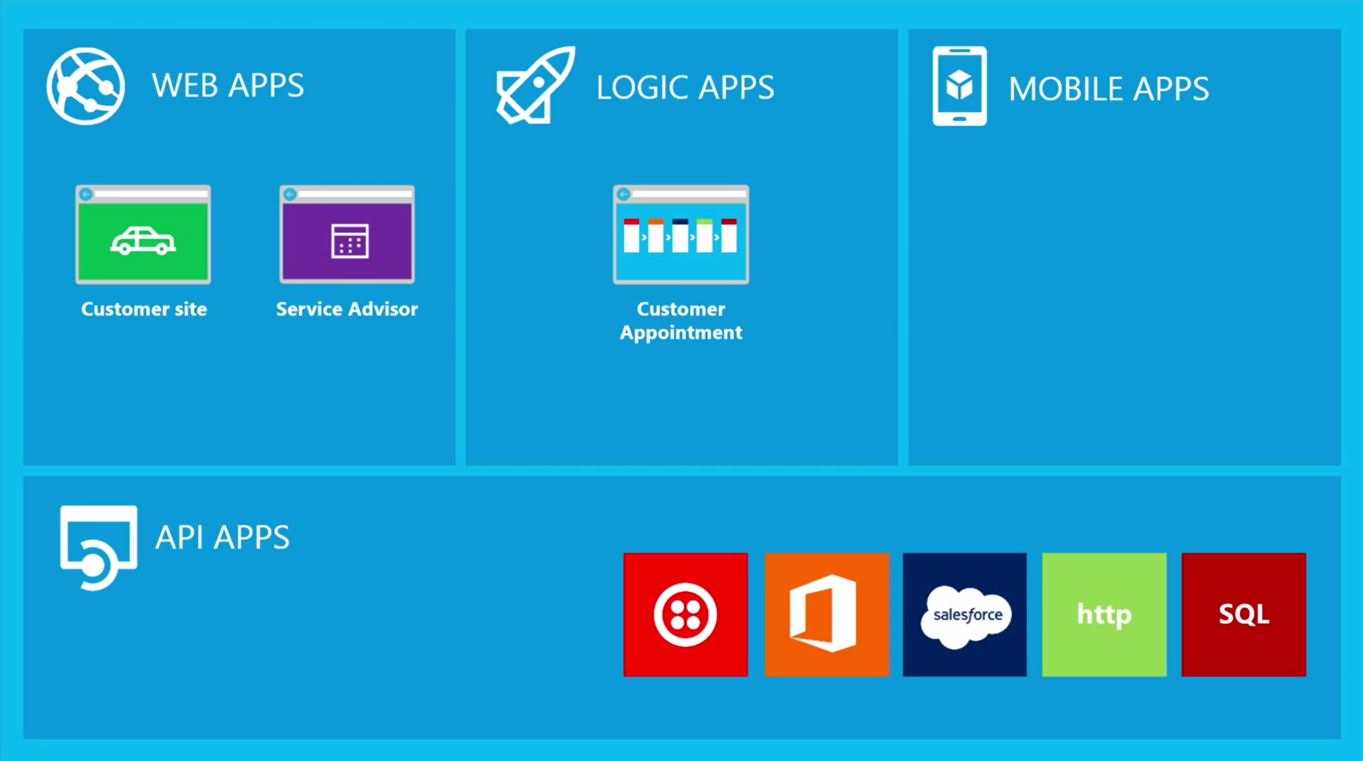 WEB APPS
LOGIC APPS
MOBILE APPS
Customer site
Service Advisor
Customer
Appointment
API APPS
salesforce
http
SQL